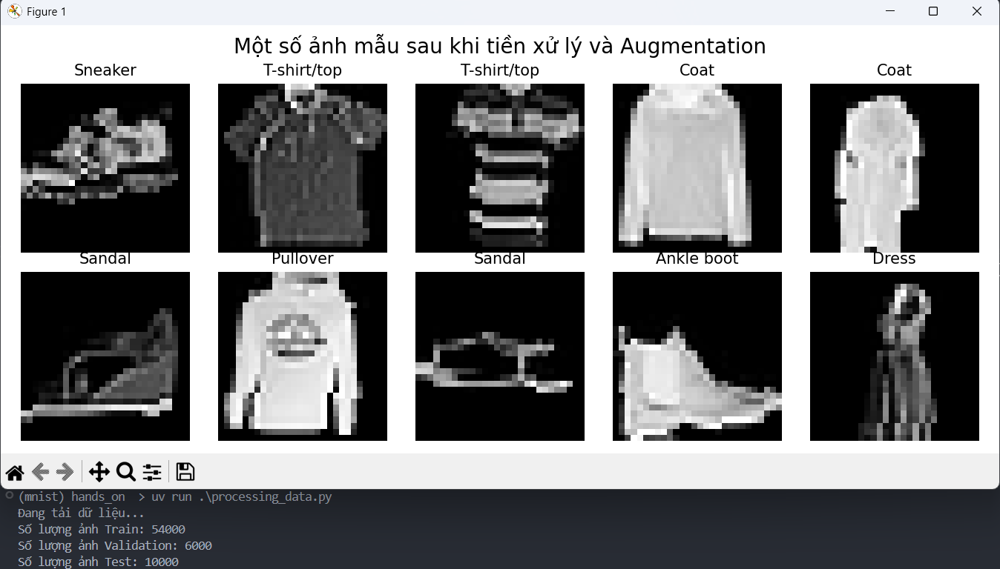 Figure 1
Một số ảnh mẫu sau khi tiền xử lý và Augmentation
Sneaker T-shirt/top T-shirt/top Coat Coat
Sandal Pullover Sandal Ankle boot Dress
(mnist) hands_on > uv run .\processing_data.py
Đang tải dữ liệu...
Số lượng ảnh Train: 54000
Số lượng ảnh Validation: 6000
Số lượng ảnh Test: 10000